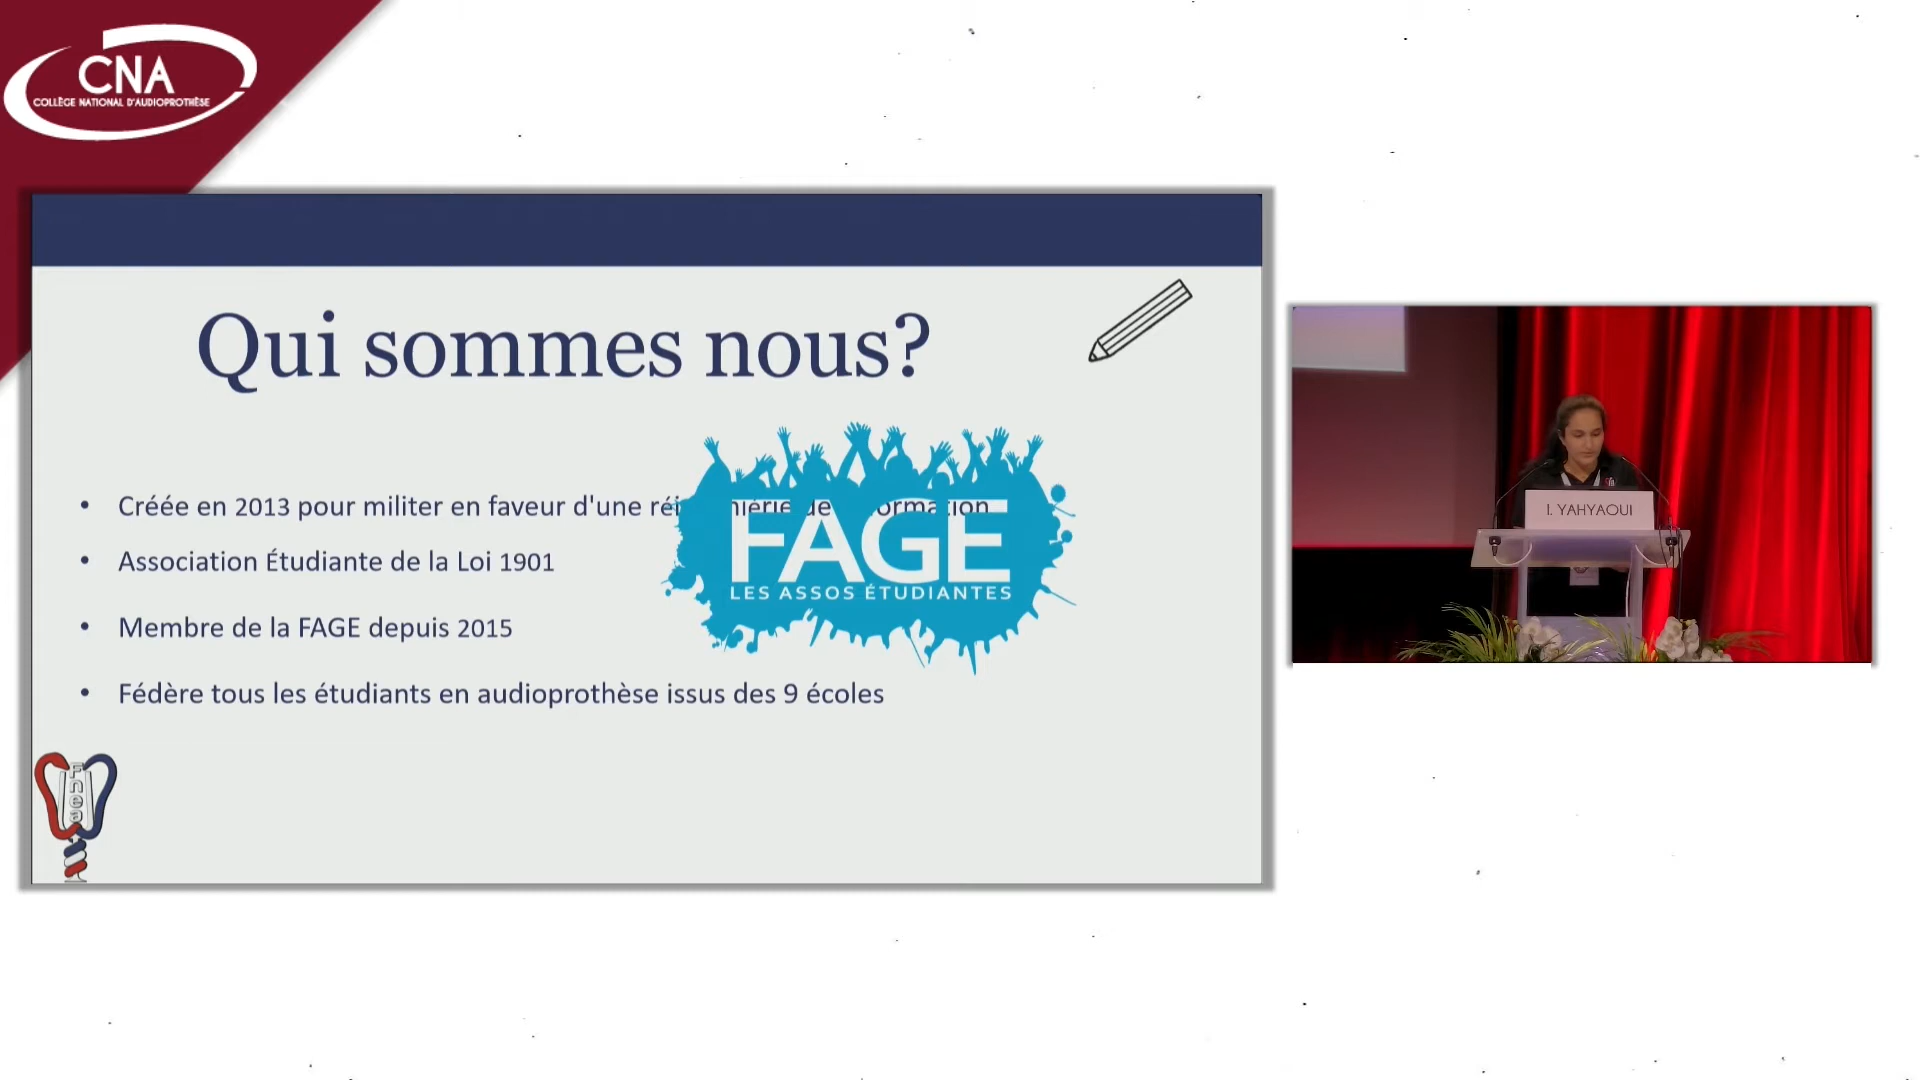 CNA
COLLÈGE NATIONAL D'AUDIOPROTHÈSE
Qui sommes nous?
• Créée en 2013 pour militer en faveur d'une
• Association Étudiante de la Loi 1901
• Membre de la FAGE depuis 2015
• Fédère tous les étudiants en audioprothèse issus des 9 écoles
FAGE
LES ASSOS ÉTUDIANTES
Fnea
I. YAHYAOUI